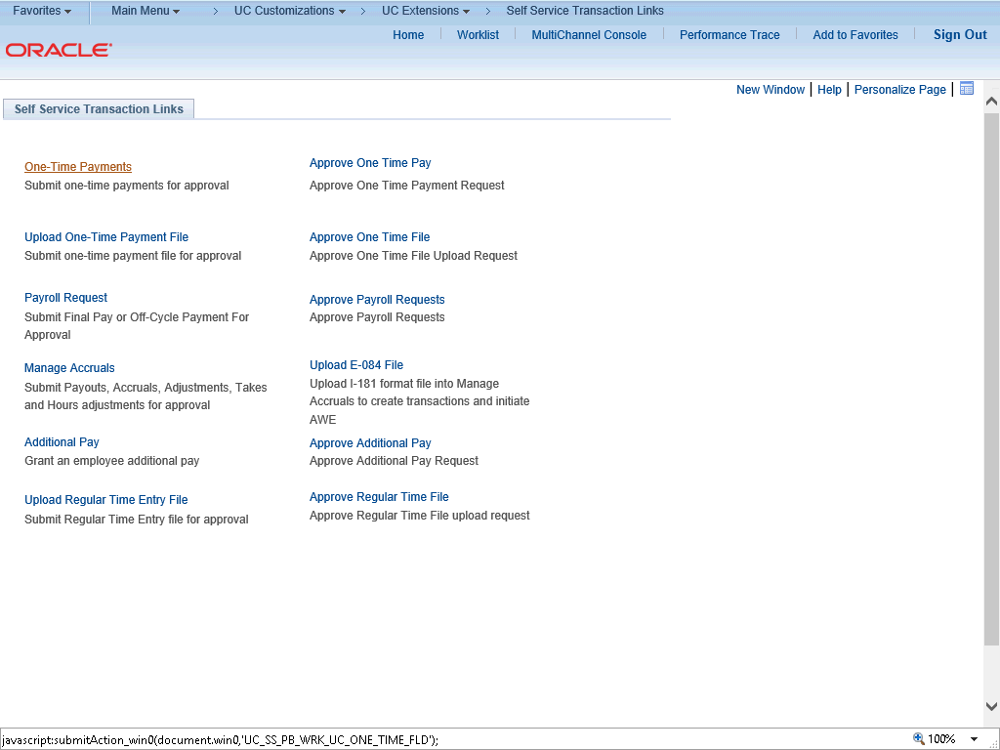 Favorites Main Menu > UC Customizations > UC Extensions > Self Service Transaction Links
Home Worklist MultiChannel Console Performance Trace Add to Favorites Sign Out
ORACLE
New Window | Help | Personalize Page |
Self Service Transaction Links
One-Time Payments
Submit one-time payments for approval
Approve One Time Pay
Approve One Time Payment Request
Upload One-Time Payment File
Submit one-time payment file for approval
Approve One Time File
Approve One Time File Upload Request
Payroll Request
Submit Final Pay or Off-Cycle Payment For
Approval
Approve Payroll Requests
Approve Payroll Requests
Manage Accruals
Submit Payouts, Accruals, Adjustments, Takes
and Hours adjustments for approval
Upload E-084 File
Upload I-181 format file into Manage
Accruals to create transactions and initiate
AWE
Additional Pay
Grant an employee additional pay
Approve Additional Pay
Approve Additional Pay Request
Upload Regular Time Entry File
Submit Regular Time Entry file for approval
Approve Regular Time File
Approve Regular Time File upload request
javascript:submitAction_win0(document.win0,'UC_SS_PB_WRK_UC_ONE_TIME_FLD'); 100%